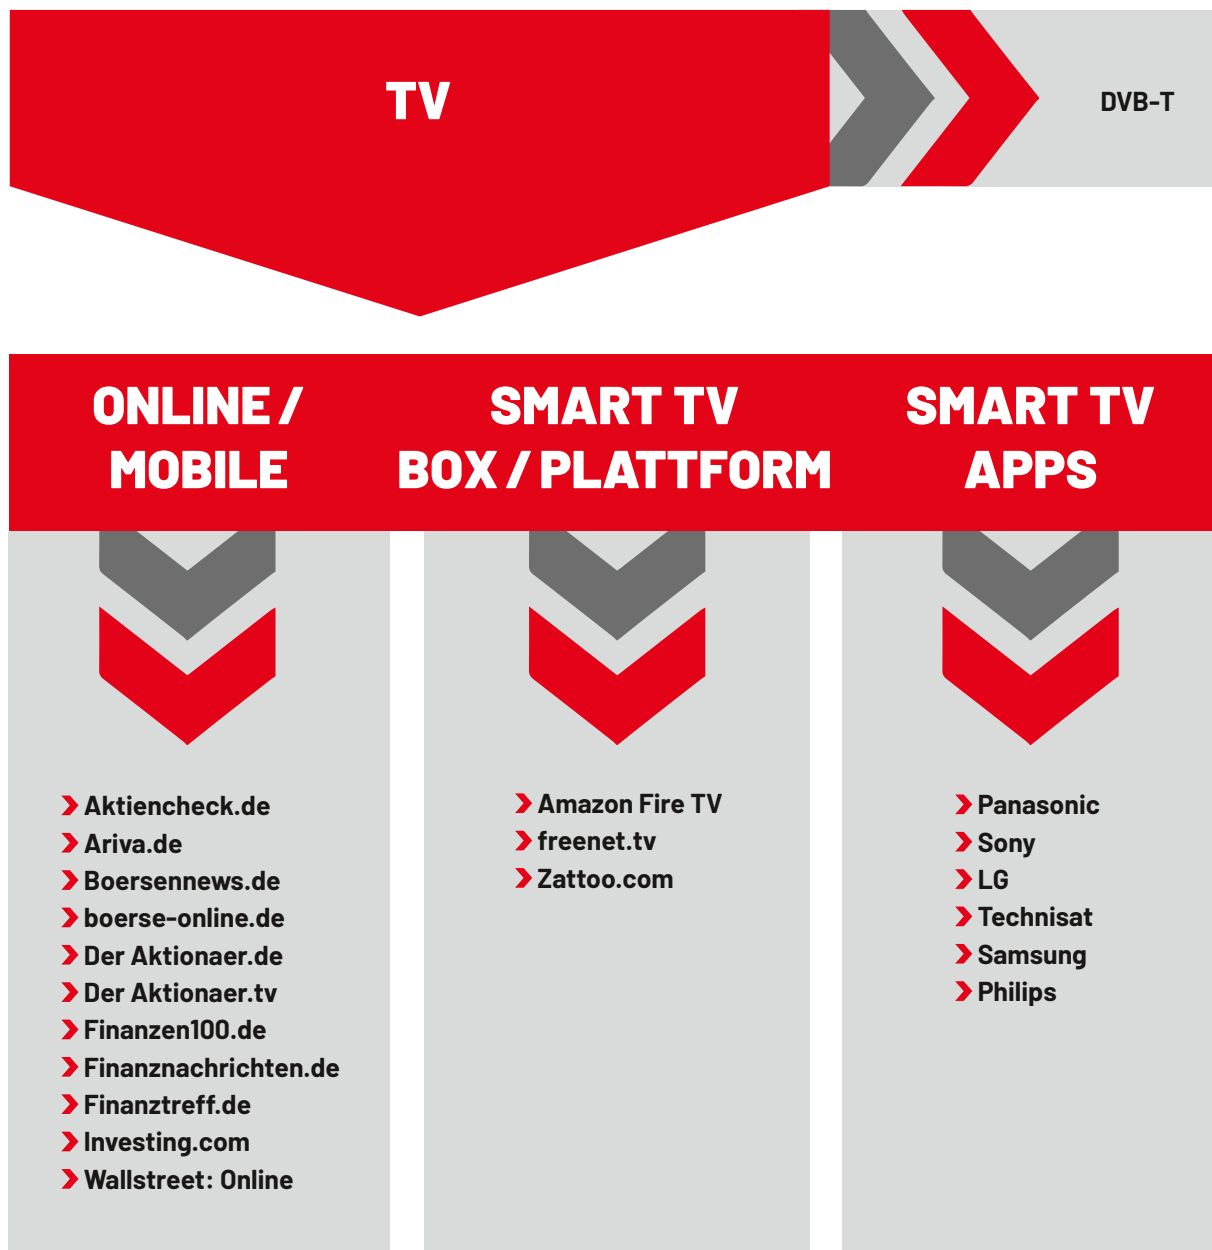 TV
DVB-T
ONLINE / MOBILE
SMART TV BOX / PLATTFORM
SMART TV APPS
Aktiencheck.de
Ariva.de
Boersennews.de
boerse-online.de
Der Aktionaer.de
Der Aktionaer.tv
Finanzen100.de
Finanznachrichten.de
Finanztreff.de
Investing.com
Wallstreet: Online
Amazon Fire TV
freenet.tv
Zattoo.com
Panasonic
Sony
LG
Technisat
Samsung
Philips